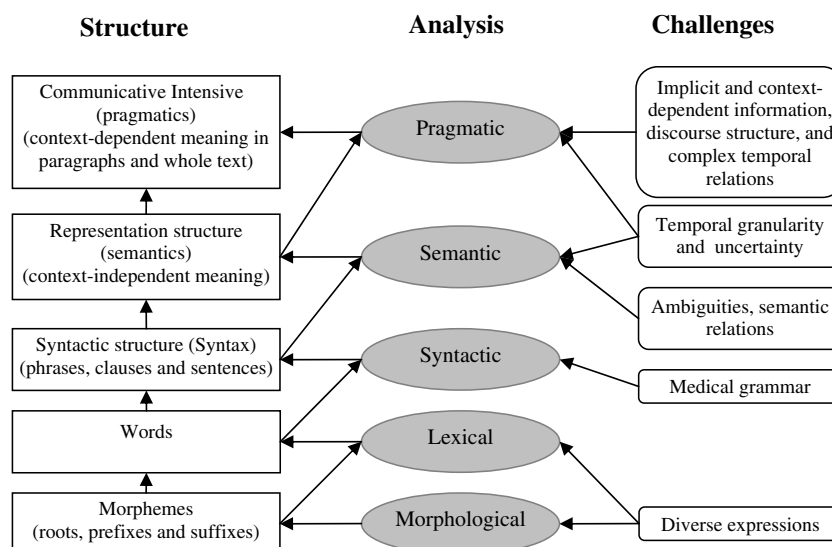 Structure
Analysis
Challenges
Communicative Intensive
(pragmatics)
(context-dependent meaning in
paragraphs and whole text)
Pragmatic
Implicit and context-
dependent information,
discourse structure, and
complex temporal
relations
Representation structure
(semantics)
(context-independent meaning)
Semantic
Temporal granularity
and uncertainty
Ambiguities, semantic
relations
Syntactic structure (Syntax)
(phrases, clauses and sentences)
Syntactic
Medical grammar
Words
Lexical
Morphemes
(roots, prefixes and suffixes)
Morphological
Diverse expressions